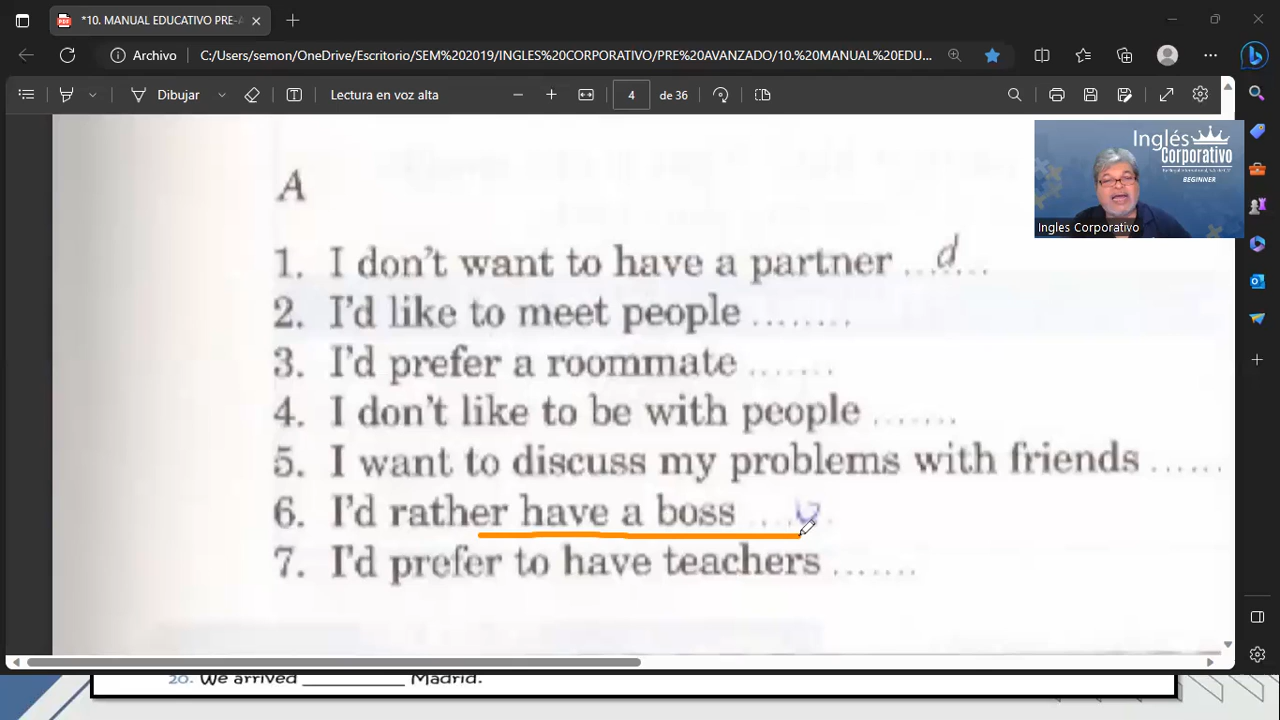 *10. MANUAL EDUCATIVO PRE-A
Archivo
C:/Users/semon/OneDrive/Escritorio/SEM%202019/INGLES%20CORPORATIVO/PRE%20AVANZADO/10.%20MANUAL%20EDU...
Dibujar
Lectura en voz alta
4
de 36
Inglés
Corporativo
BEGINNER
Ingles Corporativo
A
1. I don't want to have a partner ...d...
2. I'd like to meet people ........
3. I'd prefer a roommate .......
4. I don't like to be with people .......
5. I want to discuss my problems with friends ......
6. I'd rather have a boss .......
7. I'd prefer to have teachers .......
20. We arrived __________ Madrid.